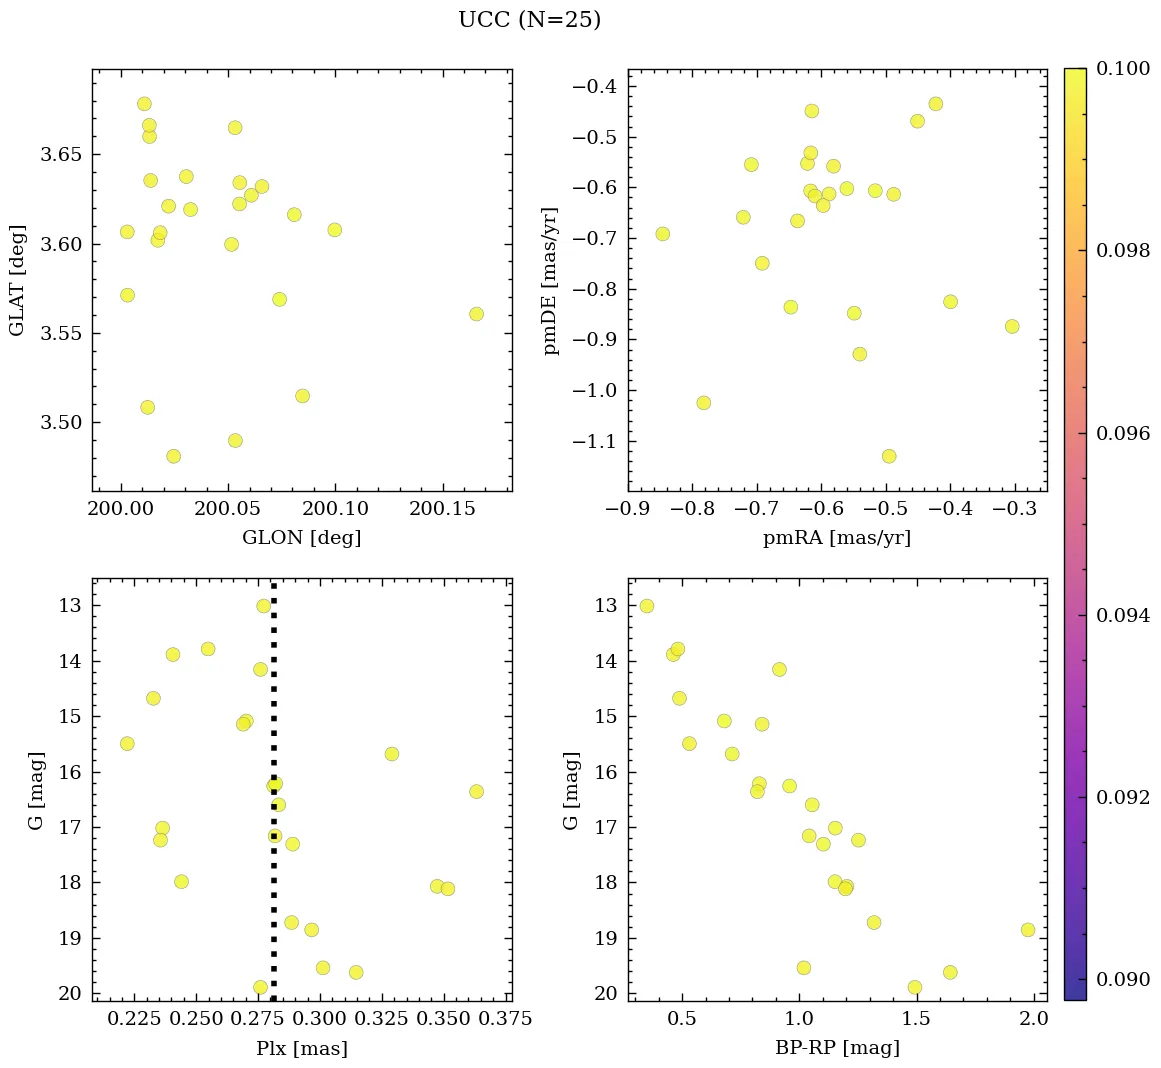 UCC (N=25)
3.65
3.60
3.55
3.50
GLAT [deg]
200.00 200.05 200.10 200.15
GLON [deg]
−0.4
−0.5
−0.6
−0.7
−0.8
−0.9
−1.0
−1.1
pmDE [mas/yr]
−0.9 −0.8 −0.7 −0.6 −0.5 −0.4 −0.3
pmRA [mas/yr]
0.100
0.098
0.096
0.094
0.092
0.090
13
14
15
16
17
18
19
20
G [mag]
0.225 0.250 0.275 0.300 0.325 0.350 0.375
Plx [mas]
13
14
15
16
17
18
19
20
G [mag]
0.5 1.0 1.5 2.0
BP-RP [mag]